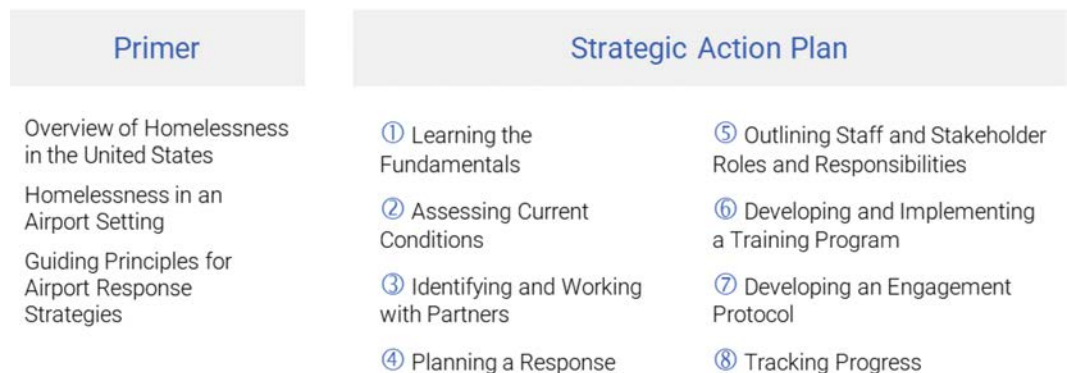 Primer
Overview of Homelessness
in the United States
Homelessness in an
Airport Setting
Guiding Principles for
Airport Response
Strategies
Strategic Action Plan
① Learning the
Fundamentals
② Assessing Current
Conditions
③ Identifying and Working
with Partners
④ Planning a Response
⑤ Outlining Staff and Stakeholder
Roles and Responsibilities
⑥ Developing and Implementing
a Training Program
⑦ Developing an Engagement
Protocol
⑧ Tracking Progress